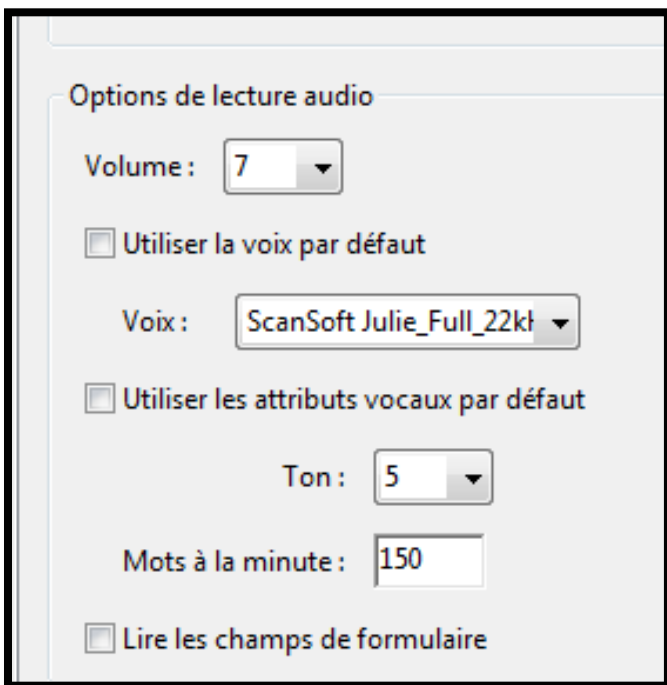 Options de lecture audio
Volume : 7
Utiliser la voix par défaut
Voix : ScanSoft Julie_Full_22kH
Utiliser les attributs vocaux par défaut
Ton : 5
Mots à la minute : 150
Lire les champs de formulaire